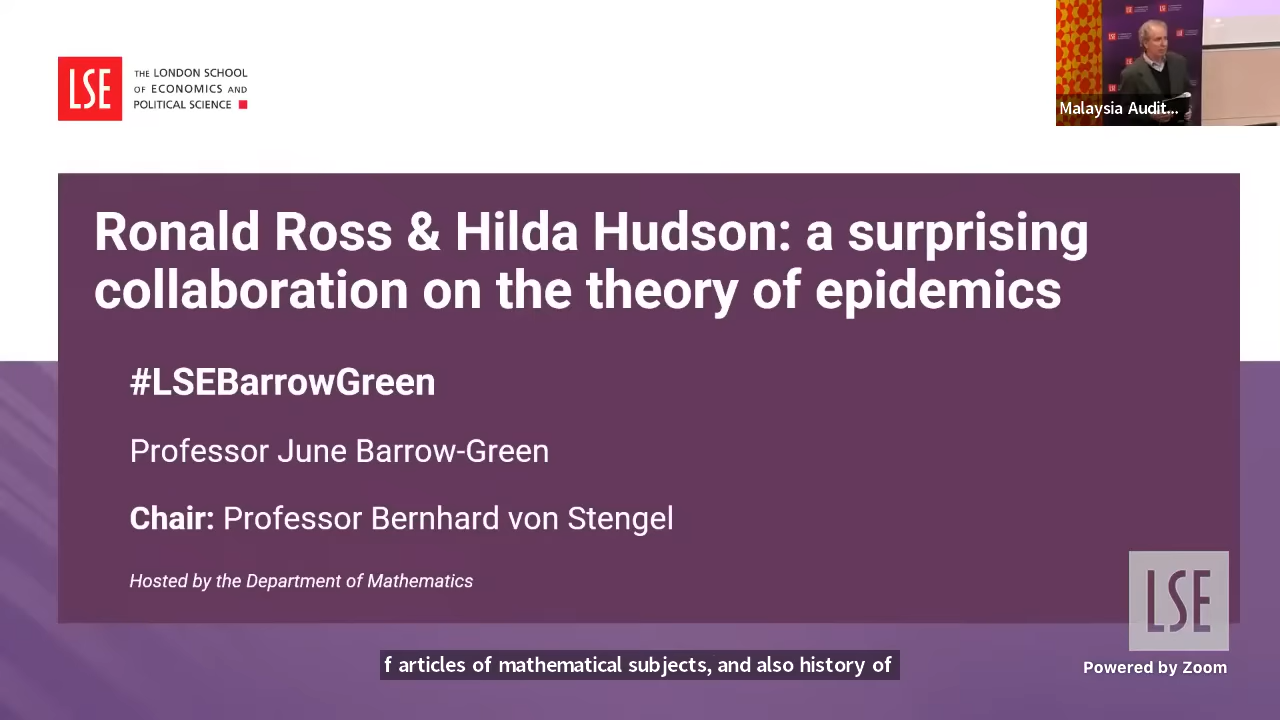 LSE
THE LONDON SCHOOL
OF ECONOMICS AND
POLITICAL SCIENCE
Malaysia Audit...
Ronald Ross & Hilda Hudson: a surprising
collaboration on the theory of epidemics
#LSEBarrowGreen
Professor June Barrow-Green
Chair: Professor Bernhard von Stengel
Hosted by the Department of Mathematics
LSE
f articles of mathematical subjects, and also history of
Powered by Zoom